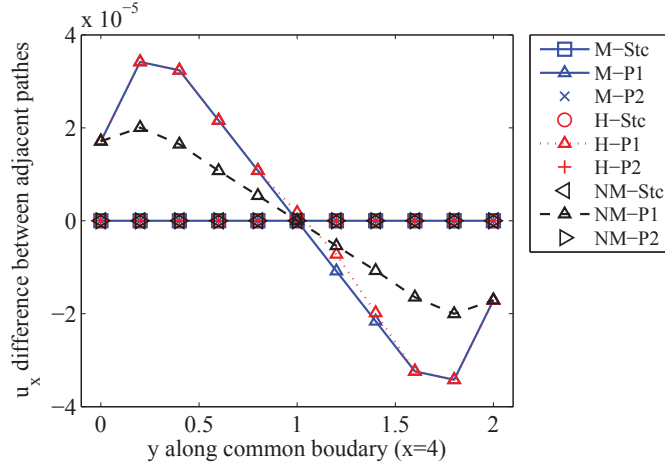 x 10⁻⁵
4
2
0
−2
−4
0
0.5
1
1.5
2
u_x difference between adjacent pathes
y along common boudary (x=4)
M−Stc
M−P1
M−P2
H−Stc
H−P1
H−P2
NM−Stc
NM−P1
NM−P2